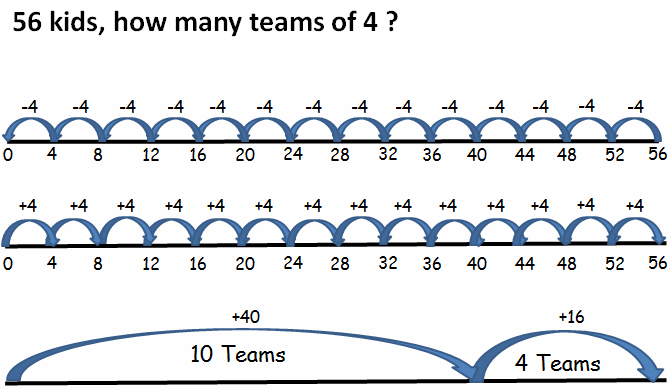 56 kids, how many teams of 4 ?
-4 -4 -4 -4 -4 -4 -4 -4 -4 -4 -4 -4 -4 -4
0 4 8 12 16 20 24 28 32 36 40 44 48 52 56
+4 +4 +4 +4 +4 +4 +4 +4 +4 +4 +4 +4 +4 +4
0 4 8 12 16 20 24 28 32 36 40 44 48 52 56
+40 +16
10 Teams 4 Teams